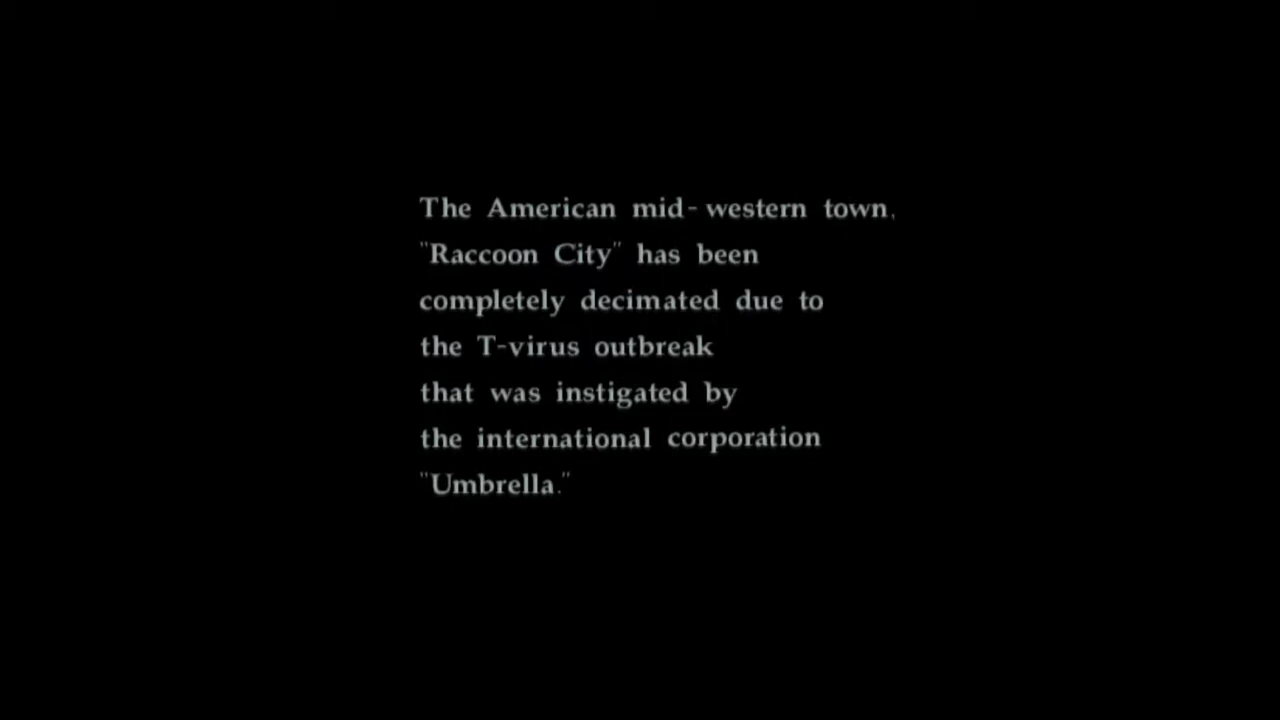 The American mid-western town,
"Raccoon City" has been
completely decimated due to
the T-virus outbreak
that was instigated by
the international corporation
"Umbrella."